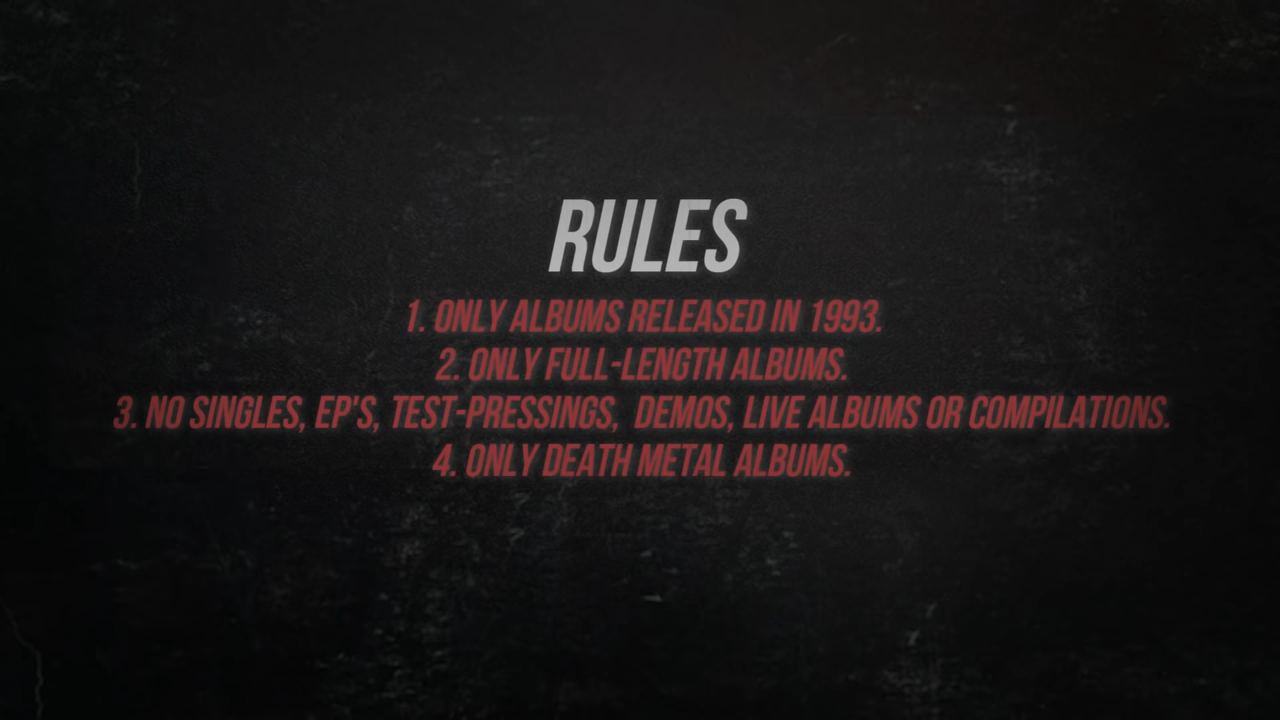 RULES
1. ONLY ALBUMS RELEASED IN 1993.
2. ONLY FULL-LENGTH ALBUMS.
3. NO SINGLES, EP'S, TEST-PRESSINGS,  DEMOS, LIVE ALBUMS OR COMPILATIONS.
4. ONLY DEATH METAL ALBUMS.